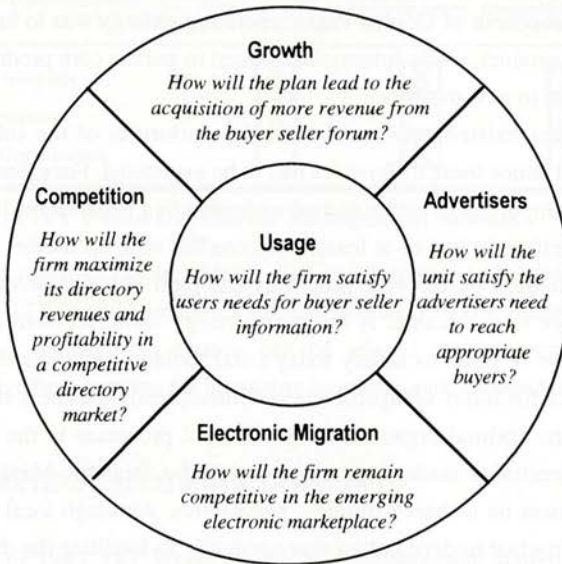 Growth
How will the plan lead to the
acquisition of more revenue from
the buyer seller forum?
Competition
How will the
firm maximize
its directory
revenues and
profitability in
a competitive
directory
market?
Usage
How will the firm satisfy
users needs for buyer seller
information?
Advertisers
How will the
unit satisfy the
advertisers need
to reach
appropriate
buyers?
Electronic Migration
How will the firm remain
competitive in the emerging
electronic marketplace?